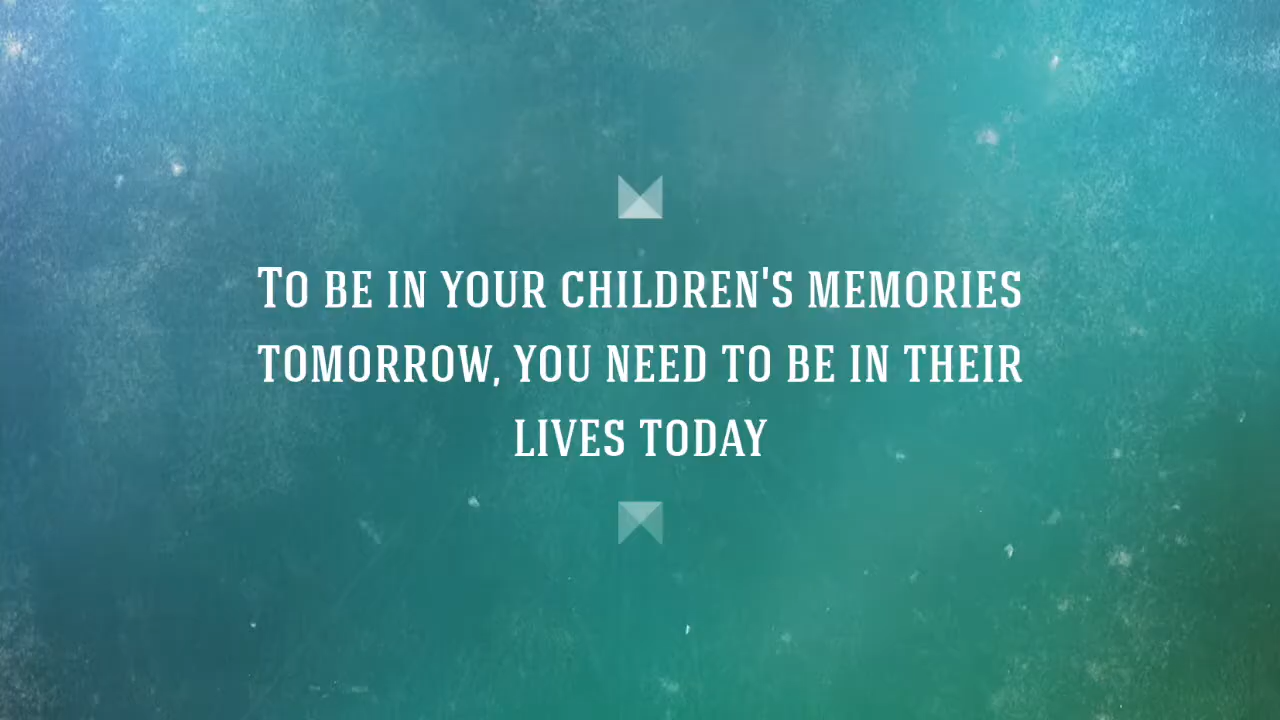 To be in your children's memories
tomorrow, you need to be in their
lives today